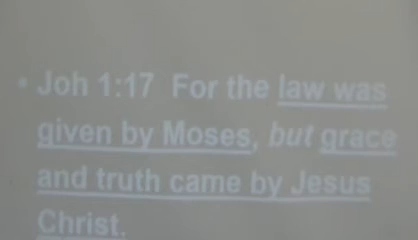 • Joh 1:17 For the law was
given by Moses, but grace
and truth came by Jesus
Christ.